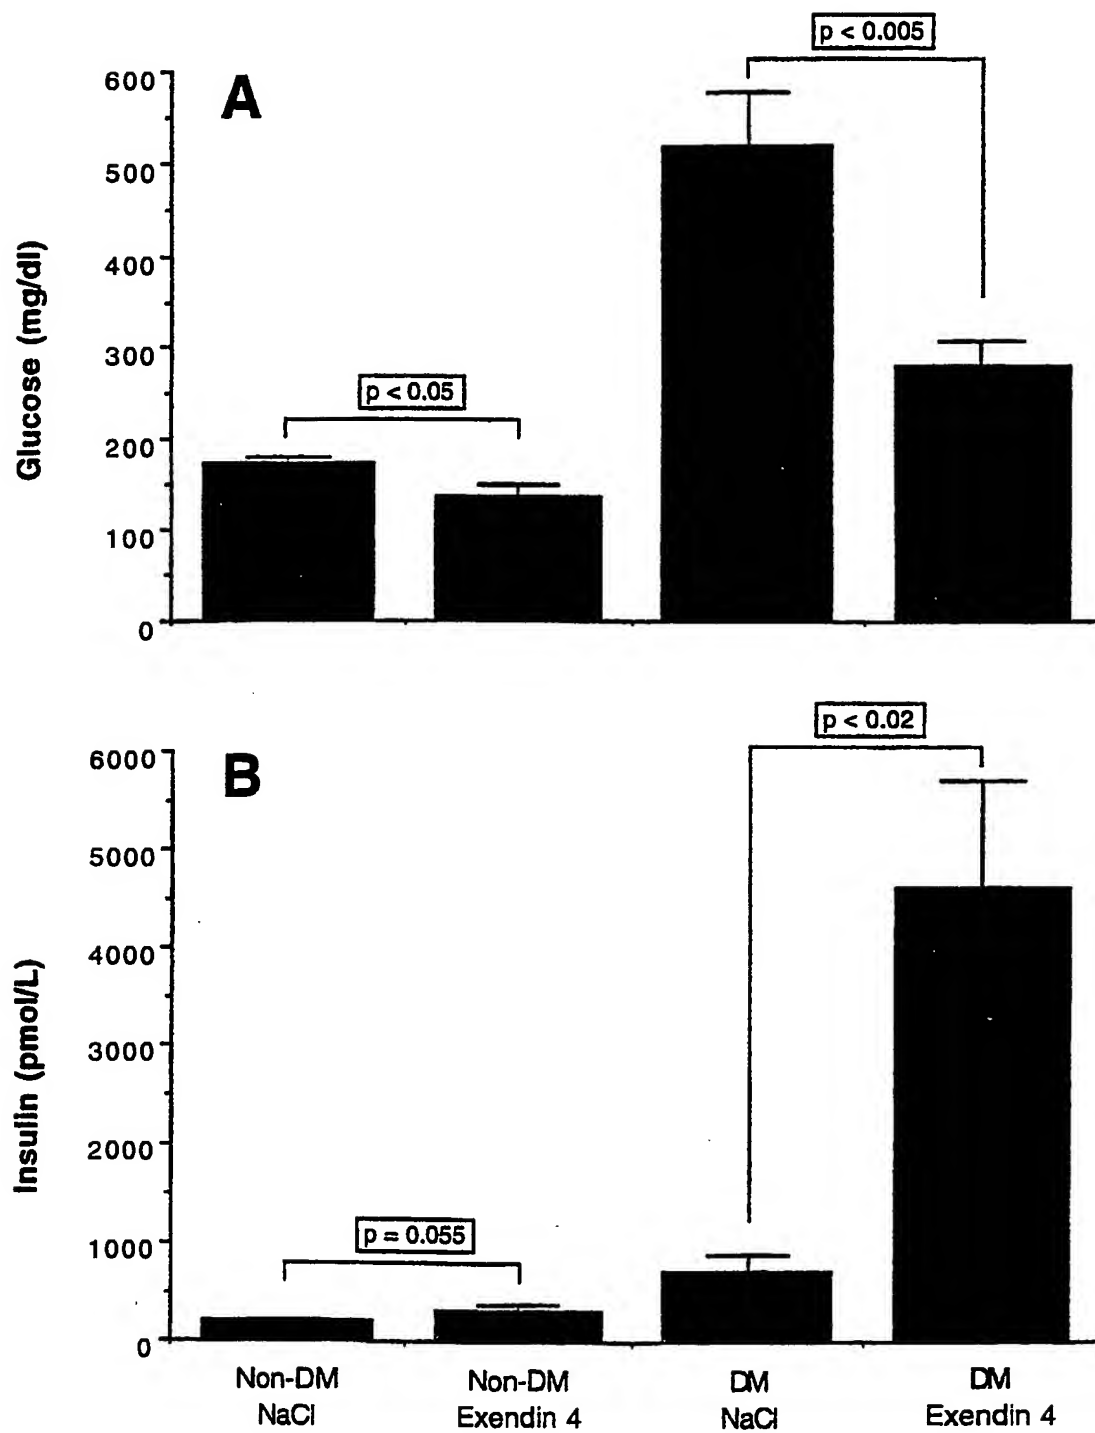 p < 0.005
A
600
500
400
300
200
100
0
Glucose (mg/dl)
p < 0.05
p < 0.02
B
6000
5000
4000
3000
2000
1000
0
Insulin (pmol/L)
p = 0.055
Non-DM
NaCl
Non-DM
Exendin 4
DM
NaCl
DM
Exendin 4